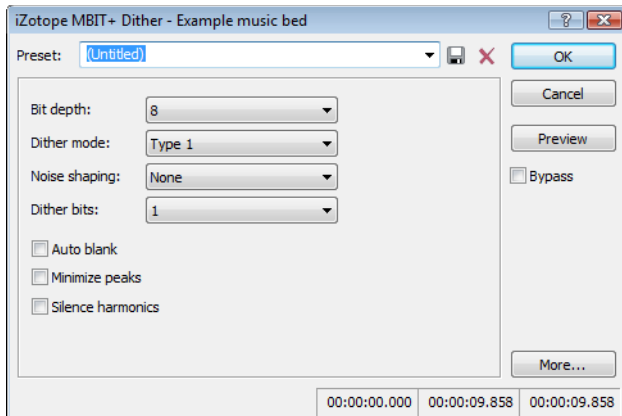 iZotope MBIT+ Dither - Example music bed
Preset: (Untitled) OK
Cancel
Bit depth: 8
Dither mode: Type 1 Preview
Noise shaping: None Bypass
Dither bits: 1
Auto blank
Minimize peaks
Silence harmonics
More...
00:00:00.000 00:00:09.858 00:00:09.858